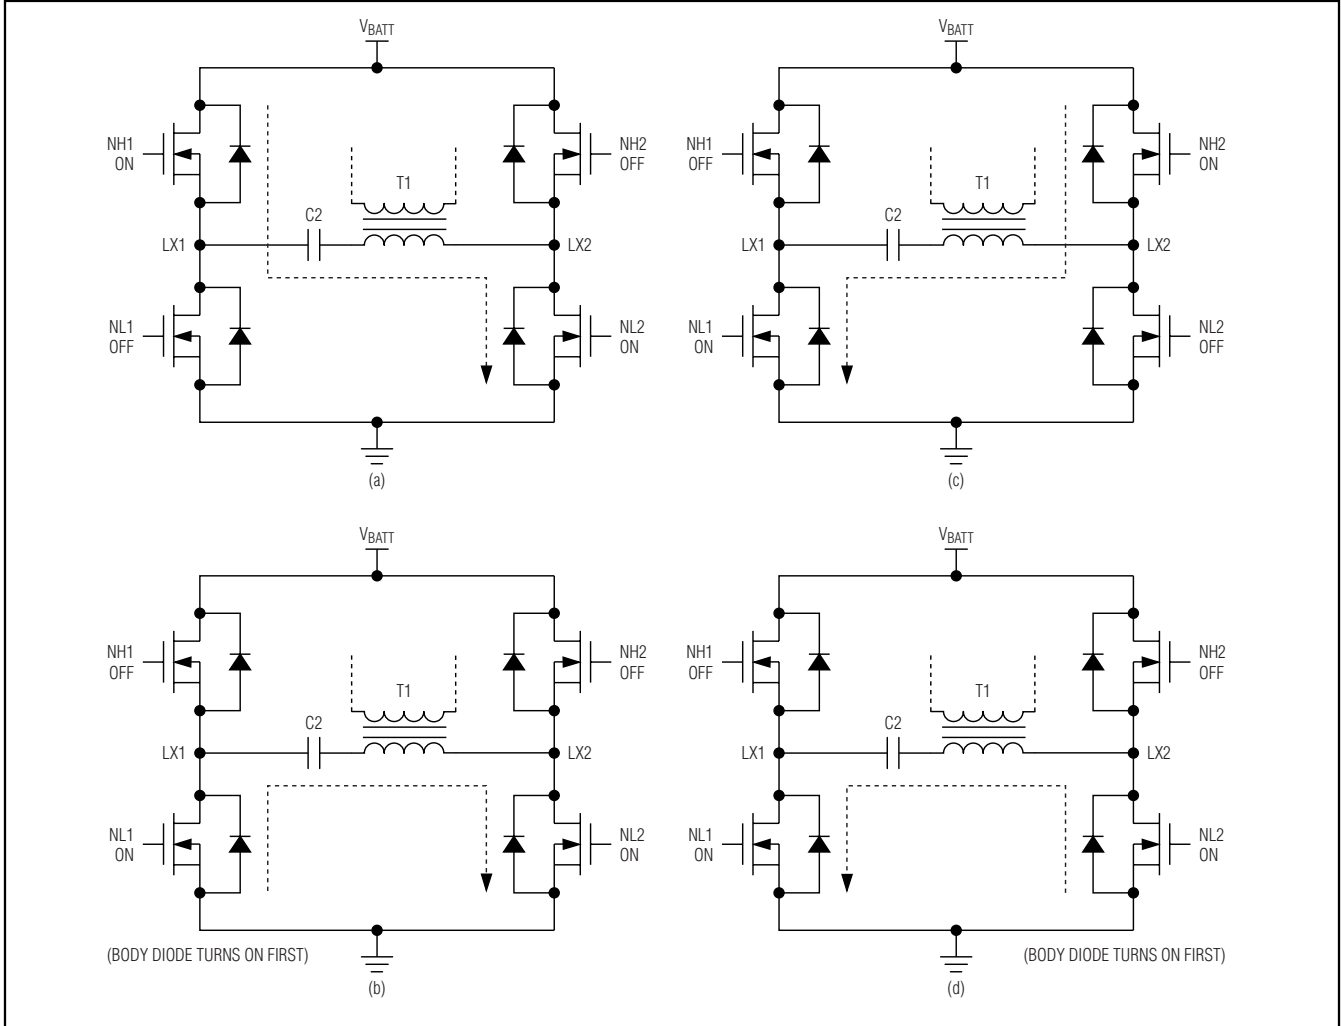 VBATT
NH1
ON
NH2
OFF
T1
C2
LX1
LX2
NL1
OFF
NL2
ON
(a)
VBATT
NH1
OFF
NH2
ON
T1
C2
LX1
LX2
NL1
ON
NL2
OFF
(c)
VBATT
NH1
OFF
NH2
OFF
T1
C2
LX1
LX2
NL1
ON
NL2
ON
(BODY DIODE TURNS ON FIRST)
(b)
VBATT
NH1
OFF
NH2
OFF
T1
C2
LX1
LX2
NL1
ON
NL2
ON
(BODY DIODE TURNS ON FIRST)
(d)